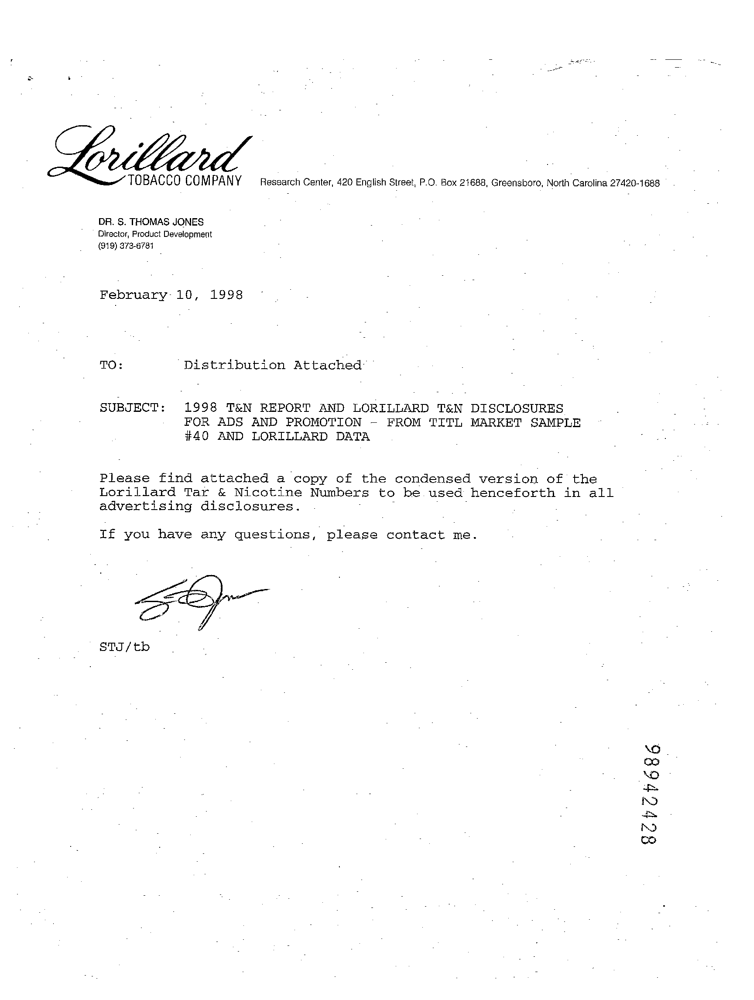 Lorillard
TOBACCO COMPANY
Research Center, 420 English Street, P.O. Box 21688, Greensboro, North Carolina 27420-1688
DR. S. THOMAS JONES
Director, Product Development
(919) 373-6781
February 10, 1998
TO: Distribution Attached
SUBJECT: 1998 T&N REPORT AND LORILLARD T&N DISCLOSURES
FOR ADS AND PROMOTION - FROM TITL MARKET SAMPLE
#40 AND LORILLARD DATA
Please find attached a copy of the condensed version of the
Lorillard Tar & Nicotine Numbers to be used henceforth in all
advertising disclosures.
If you have any questions, please contact me.
STJ/tb
98942428